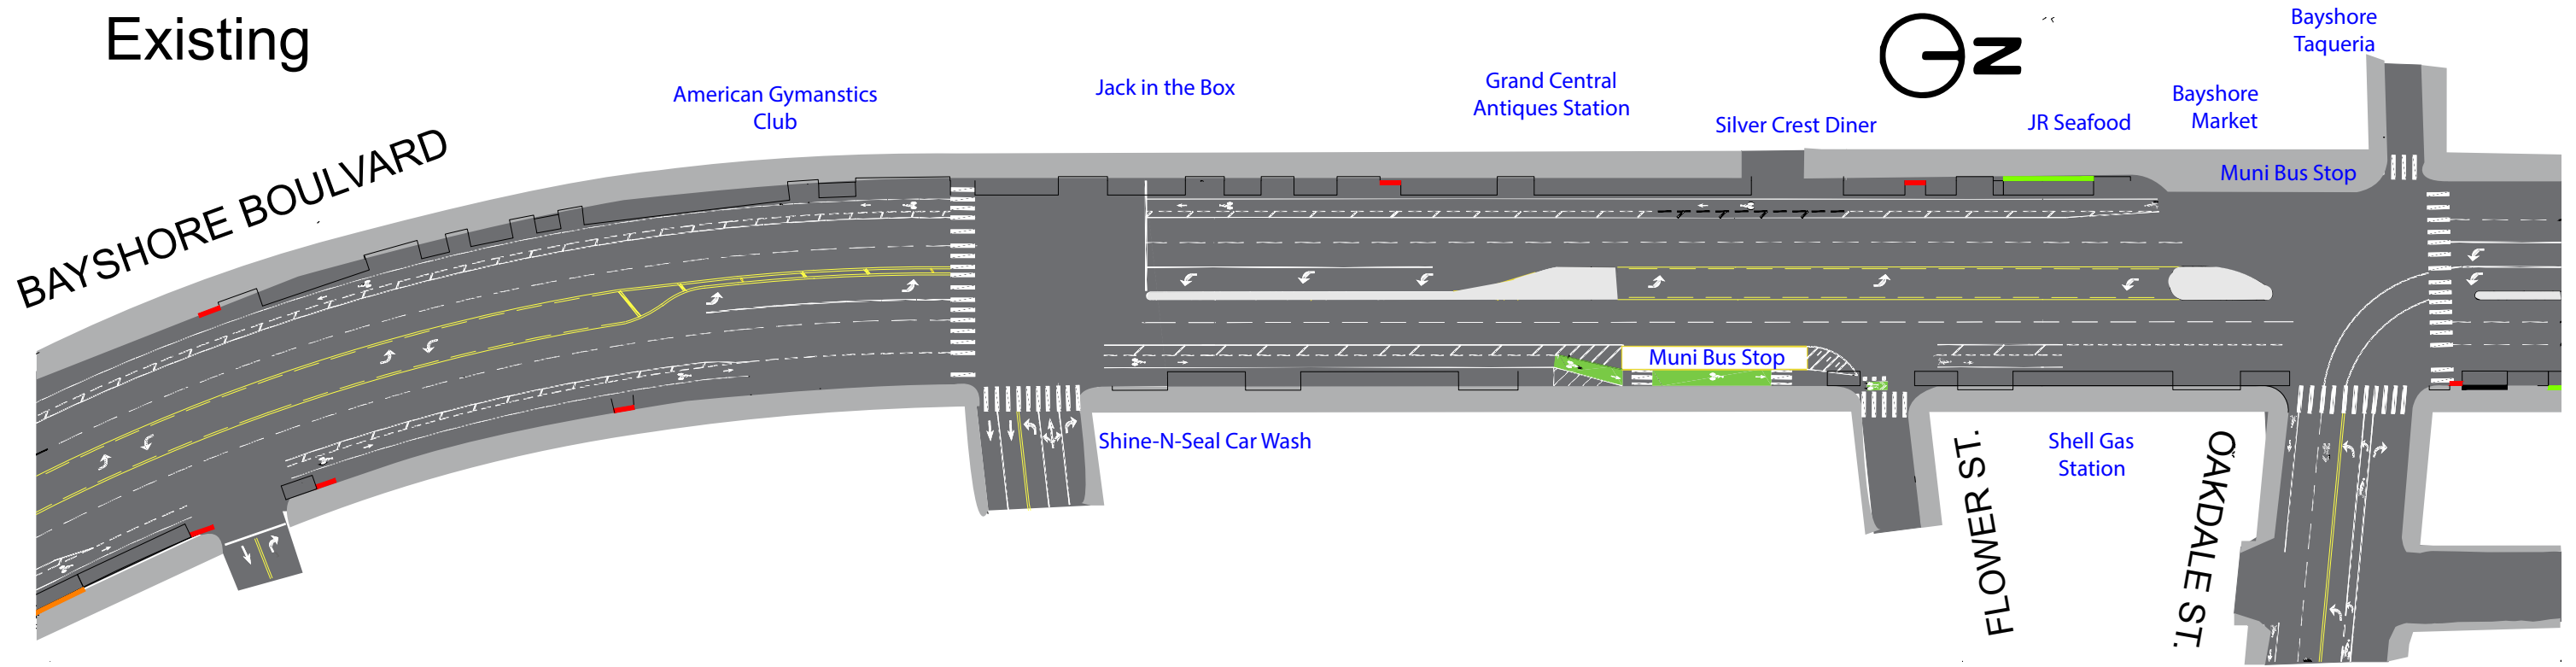 Existing
BAYSHORE BOULVARD
American Gymanstics
Club
Jack in the Box
Grand Central
Antiques Station
Silver Crest Diner
N
JR Seafood
Bayshore
Market
Bayshore
Taqueria
Muni Bus Stop
Muni Bus Stop
Shine-N-Seal Car Wash
FLOWER ST.
Shell Gas
Station
OAKDALE ST.